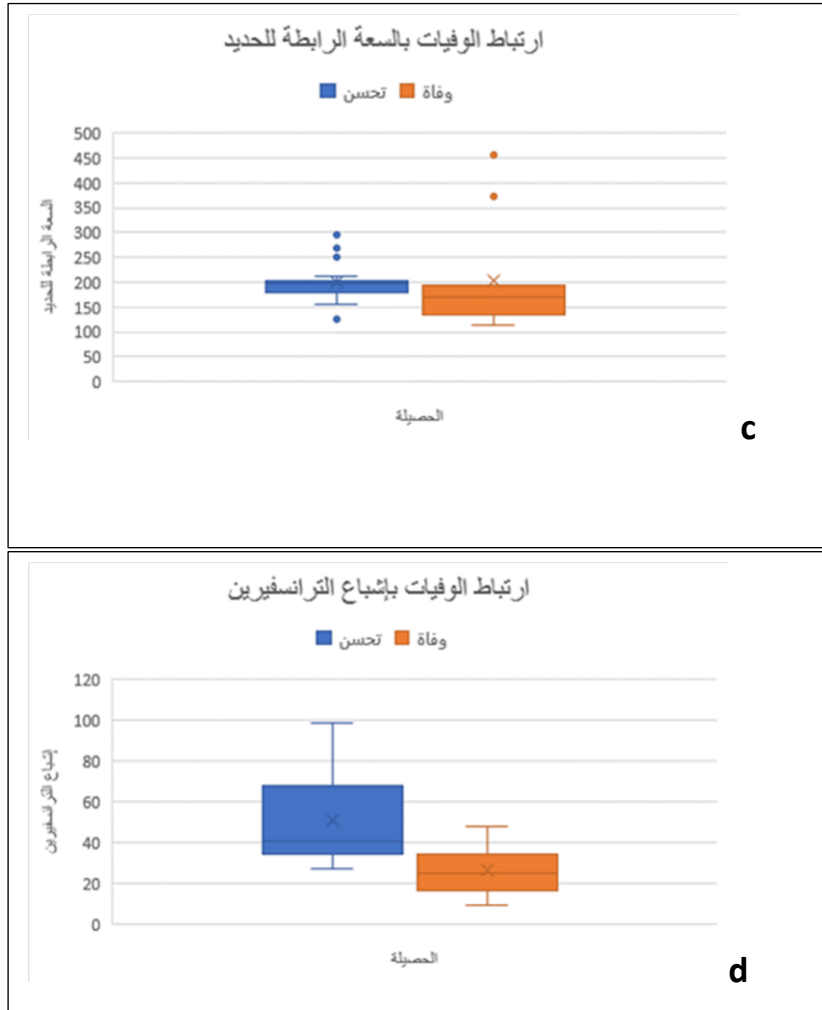 ارتباط الوفيات بالسعة الرابطة للحديد
تحسن وفاة
500
450
400
350
300
250
200
150
100
50
0
السعة الرابطة للحديد
الحصيلة
c
ارتباط الوفيات بإشباع الترانسفيرين
تحسن وفاة
120
100
80
60
40
20
0
إشباع الترانسفيرين
الحصيلة
d